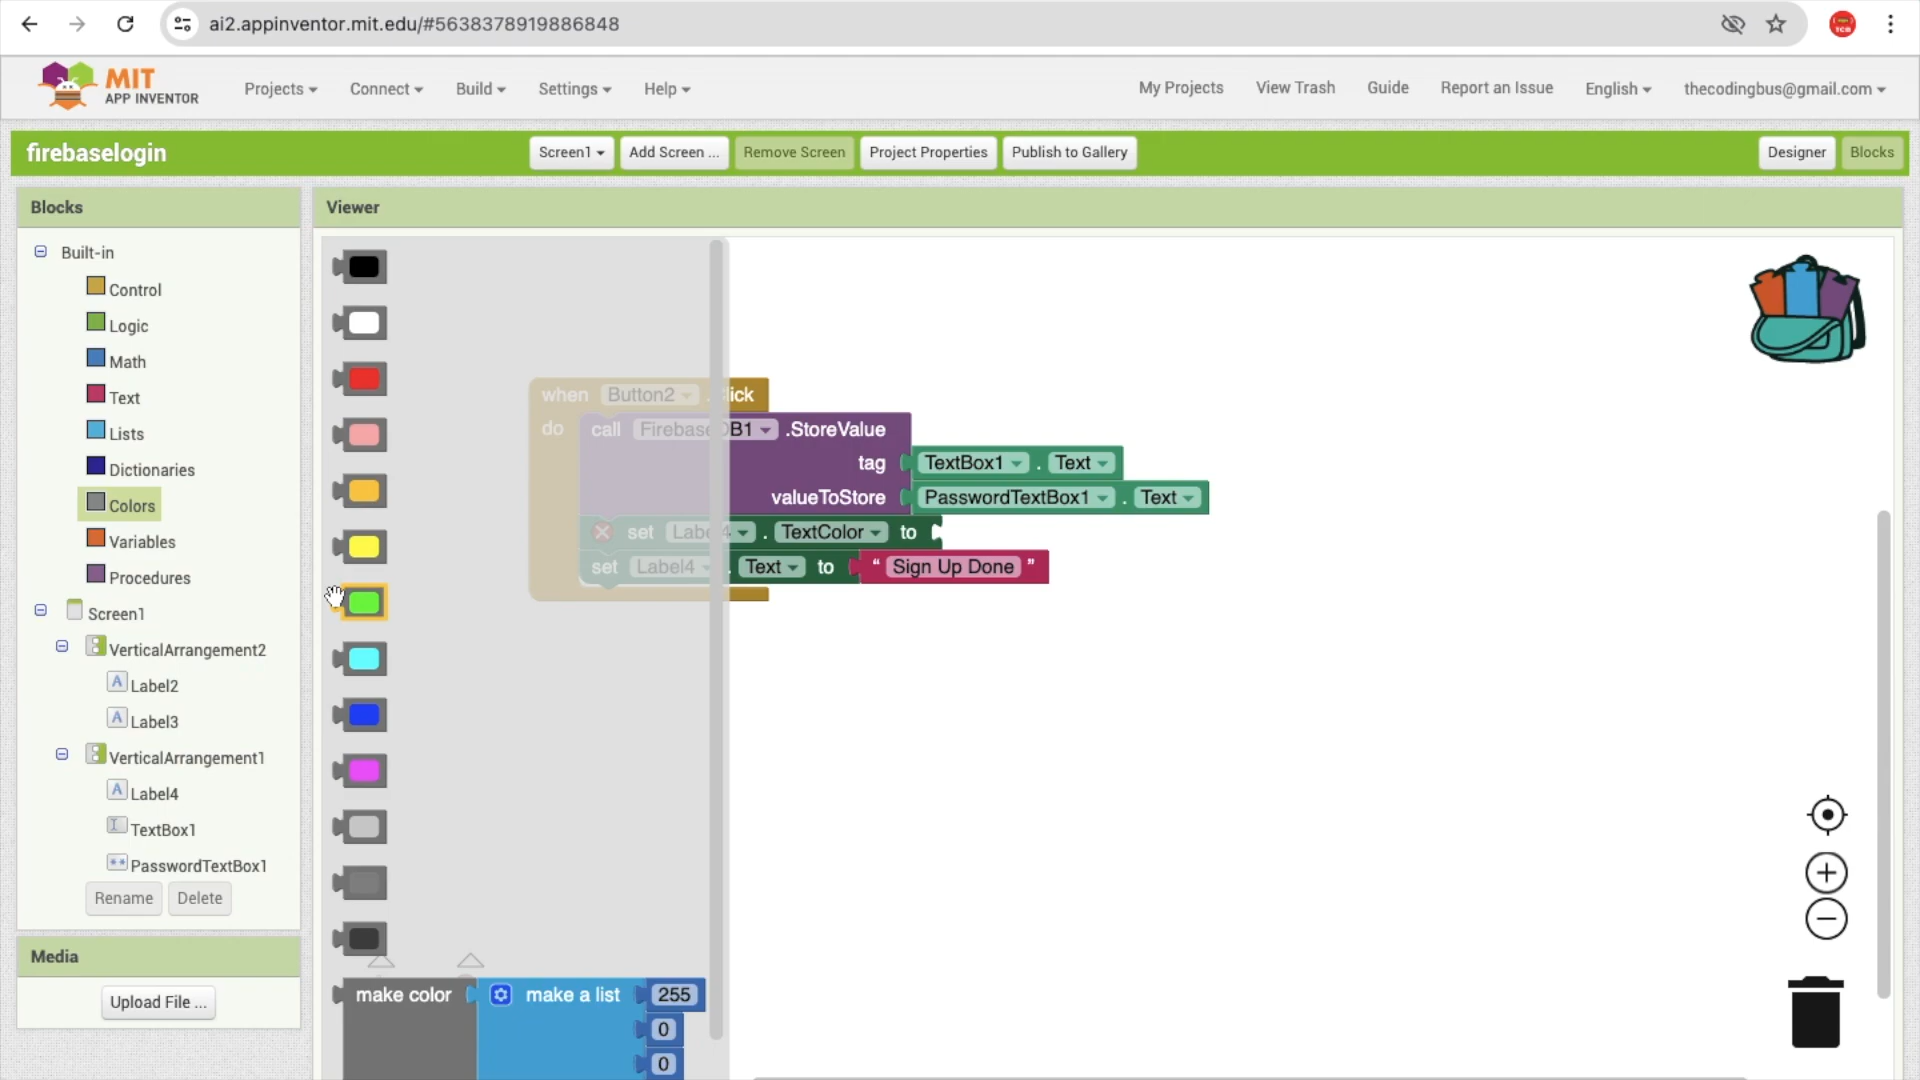 ai2.appinventor.mit.edu/#5638378919886848
MIT
APP INVENTOR
Projects Connect Build Settings Help My Projects View Trash Guide Report an Issue English thecodingbus@gmail.com
firebaselogin Screen1 Add Screen ... Remove Screen Project Properties Publish to Gallery Designer Blocks
Blocks
Built-in
Control
Logic
Math
Text
Lists
Dictionaries
Colors
Variables
Procedures
Screen1
VerticalArrangement2
Label2
Label3
VerticalArrangement1
Label4
TextBox1
PasswordTextBox1
Rename Delete
Media
Upload File ...
Viewer
when Button2 . Click
do call FirebaseDB1 .StoreValue
tag TextBox1 . Text
valueToStore PasswordTextBox1 . Text
set Label4 . TextColor to
set Label4 . Text to “ Sign Up Done ”
make color make a list 255
0
0